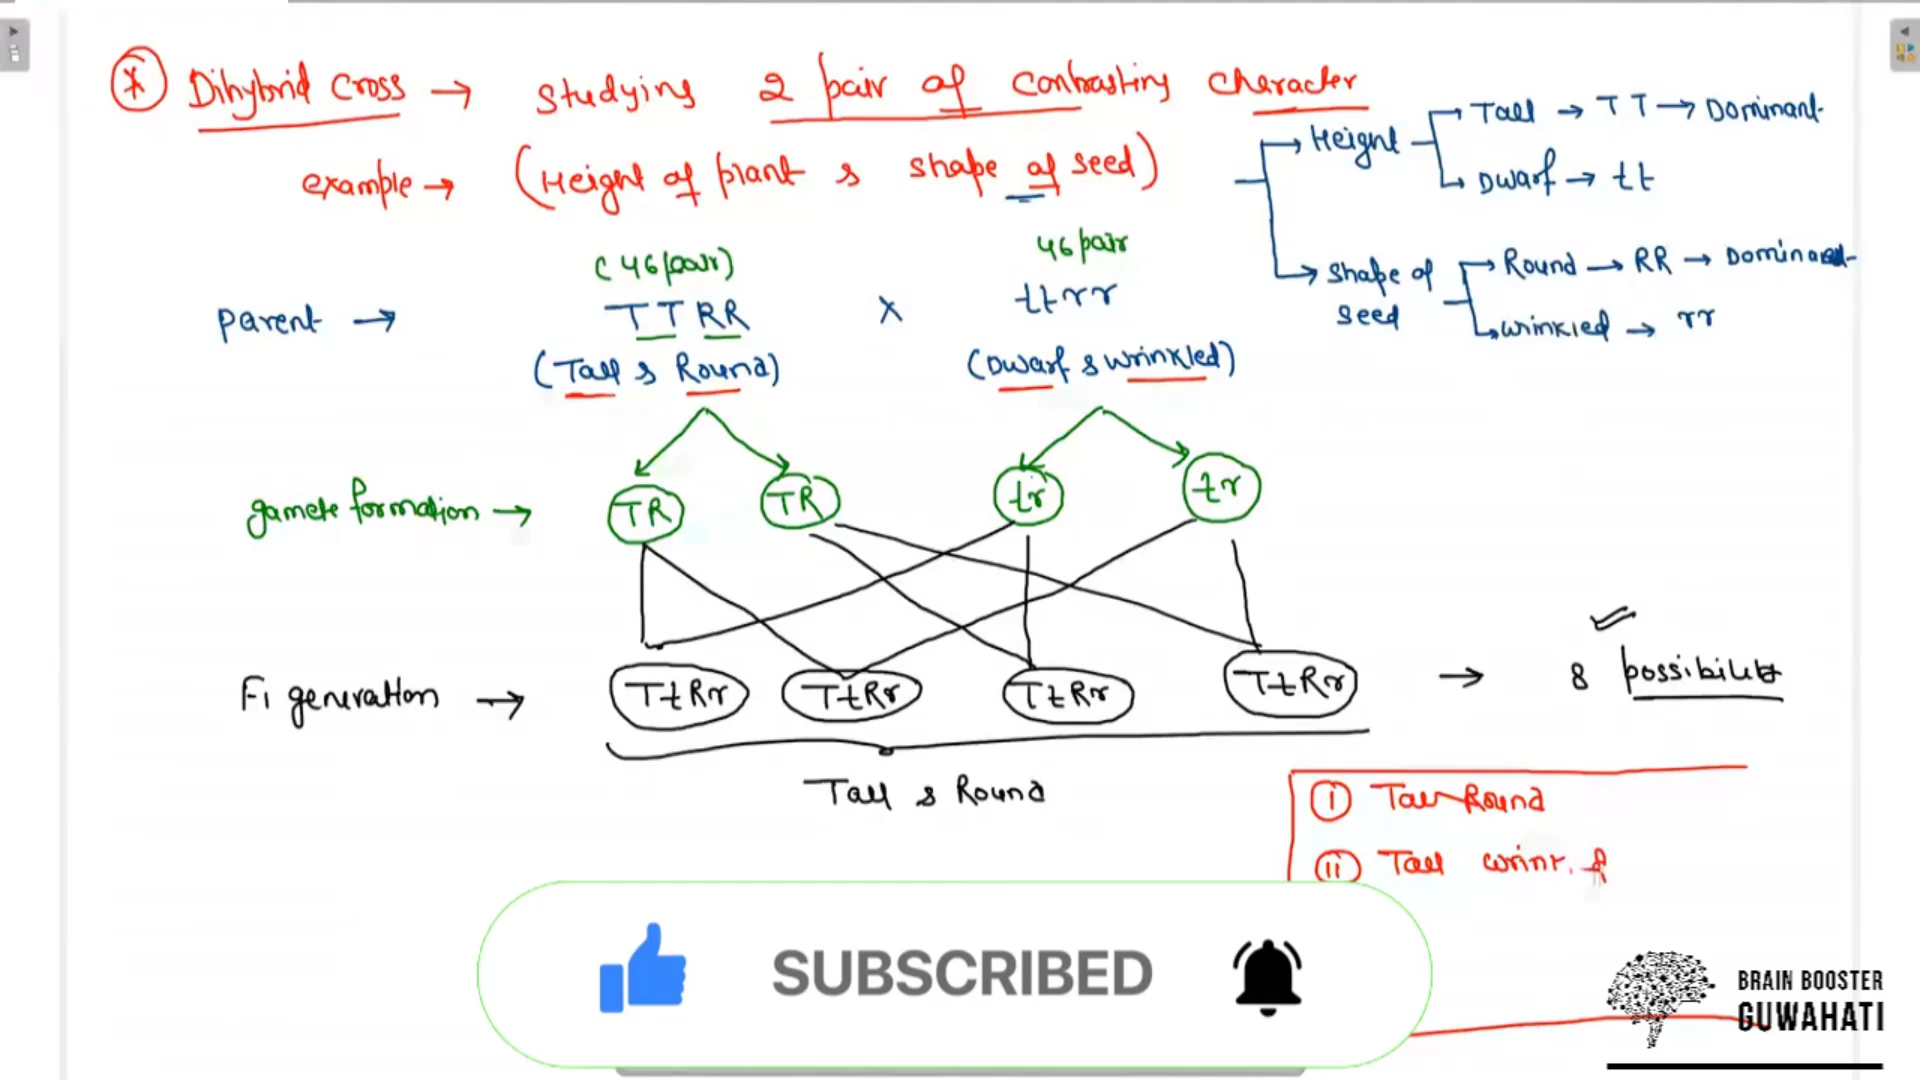 * Dihybrid Cross → Studying 2 pair of contrasting character
example → (Height of plant & shape of seed)
Height
Tall → TT → Dominant
Dwarf → tt
Shape of seed
Round → RR → Dominant
wrinkled → rr
(46 pair)
46 pair
parent → TTRR X ttrr
(Tall & Round) (Dwarf & wrinkled)
gamete formation → TR TR tr tr
F1 generation → TtRr TtRr TtRr TtRr → 8
possibilit
Tall & Round
(i) Tall Round
(ii) Tall wrink.
SUBSCRIBED
BRAIN BOOSTER
GUWAHATI